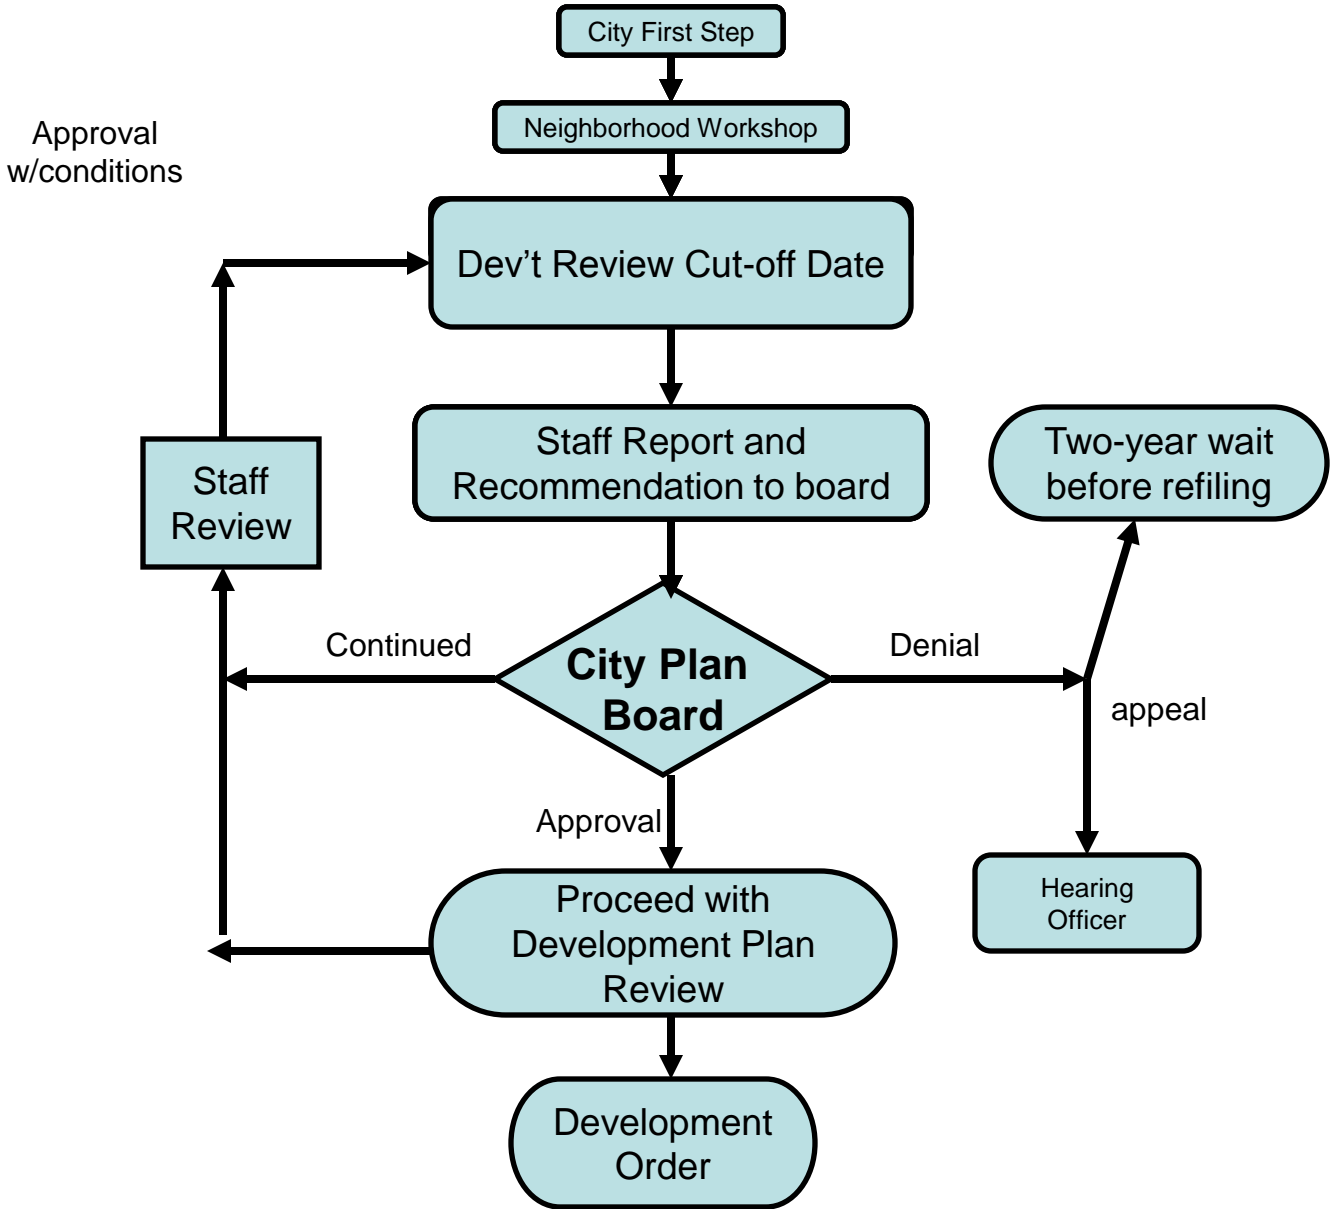 City First Step
Neighborhood Workshop
Approval
w/conditions
Dev't Review Cut-off Date
Staff Report and
Recommendation to board
Two-year wait
before refiling
Staff
Review
Continued
City Plan
Board
Denial
appeal
Approval
Hearing
Officer
Proceed with
Development Plan
Review
Development
Order